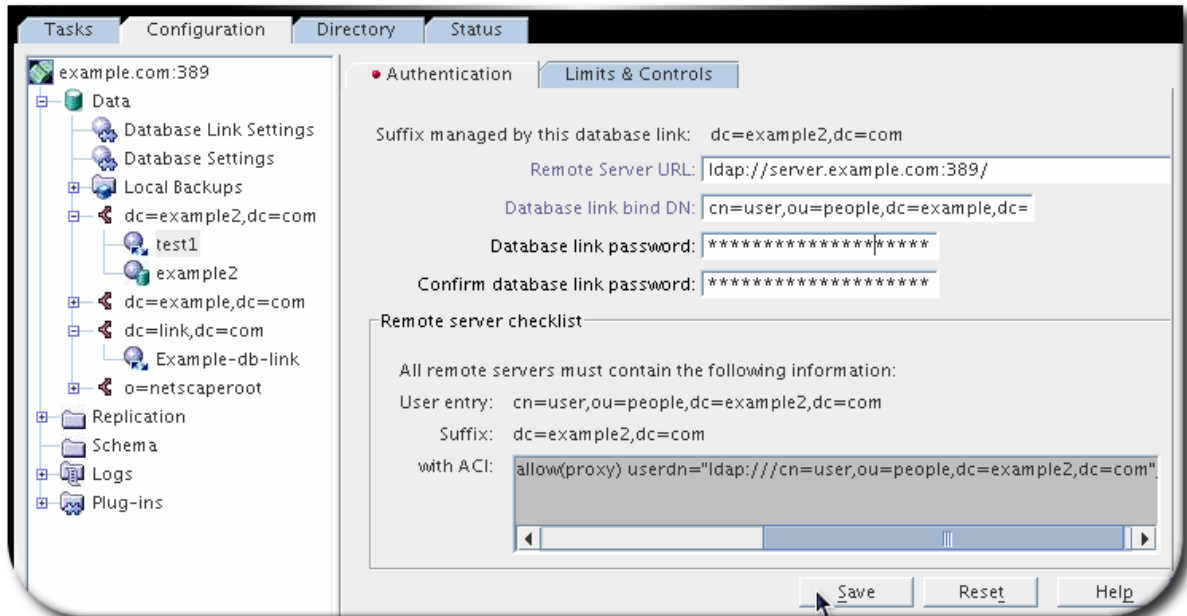 Tasks
Configuration
Directory
Status
example.com:389
Data
Database Link Settings
Database Settings
Local Backups
dc=example2,dc=com
test1
example2
dc=example,dc=com
dc=link,dc=com
Example-db-link
o=netscaperoot
Replication
Schema
Logs
Plug-ins
Authentication
Limits & Controls
Suffix managed by this database link: dc=example2,dc=com
Remote Server URL: ldap://server.example.com:389/
Database link bind DN: cn=user,ou=people,dc=example,dc=
Database link password: ********************
Confirm database link password: ********************
Remote server checklist
All remote servers must contain the following information:
User entry: cn=user,ou=people,dc=example2,dc=com
Suffix: dc=example2,dc=com
with ACI: allow(proxy) userdn="ldap:///cn=user,ou=people,dc=example2,dc=com"
Save
Reset
Help